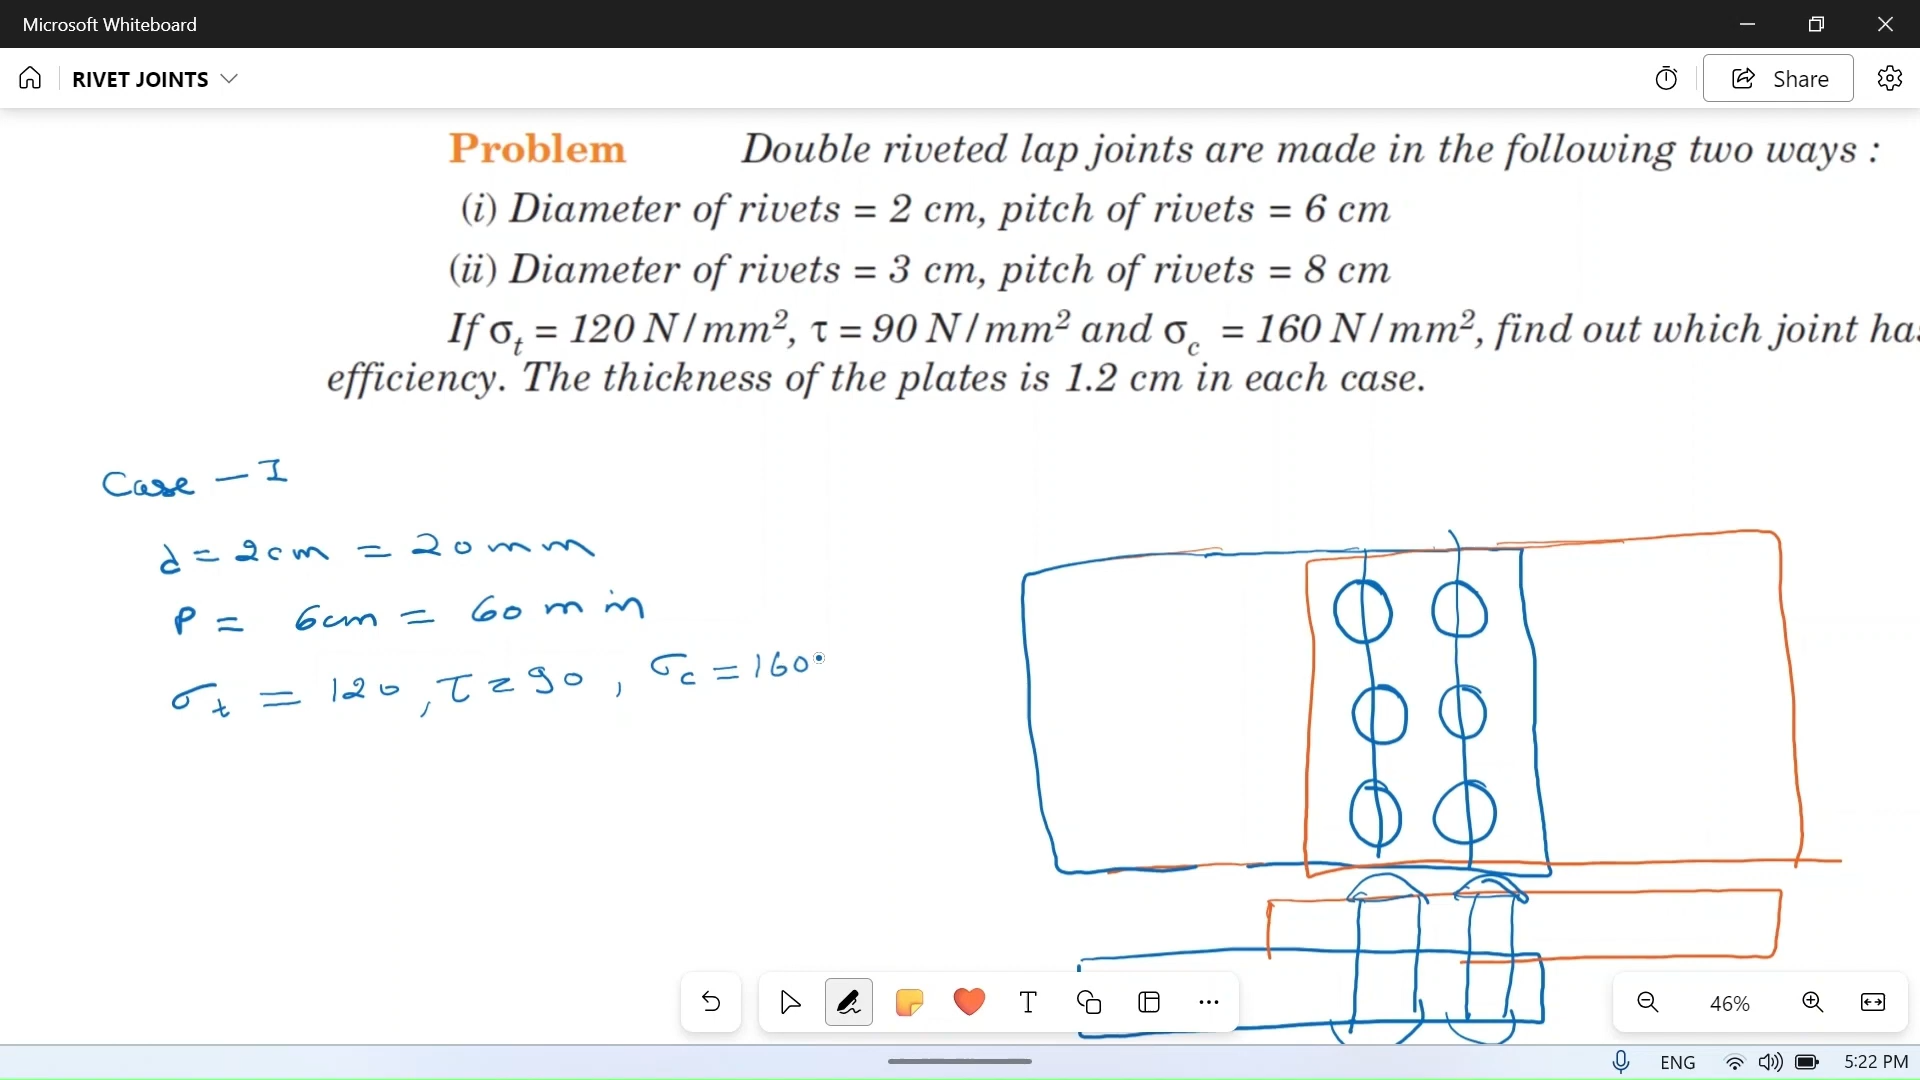 Microsoft Whiteboard
RIVET JOINTS
Share
Problem Double riveted lap joints are made in the following two ways :
(i) Diameter of rivets = 2 cm, pitch of rivets = 6 cm
(ii) Diameter of rivets = 3 cm, pitch of rivets = 8 cm
If σt = 120 N/mm², τ = 90 N/mm² and σc = 160 N/mm², find out which joint has
efficiency. The thickness of the plates is 1.2 cm in each case.
Case - I
d = 2cm = 20 mm
P = 6cm = 60 mm
σt = 120, τ = 90, σc = 160
46%
ENG
5:22 PM